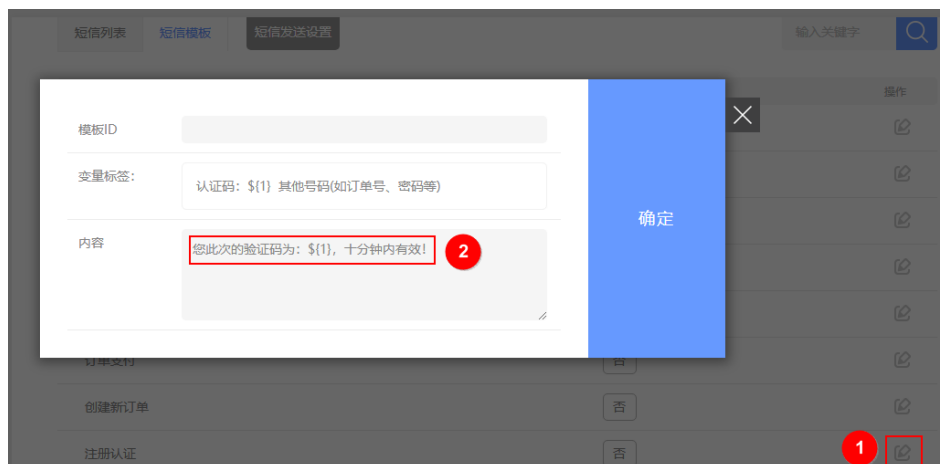 短信列表 短信模板 短信发送设置 输入关键字
操作
模板ID
变量标签:
认证码: ${1} 其他号码(如订单号、密码等)
确定
内容
您此次的验证码为: ${1}, 十分钟内有效!
2
订单支付 否
创建新订单 否
注册认证 否 1